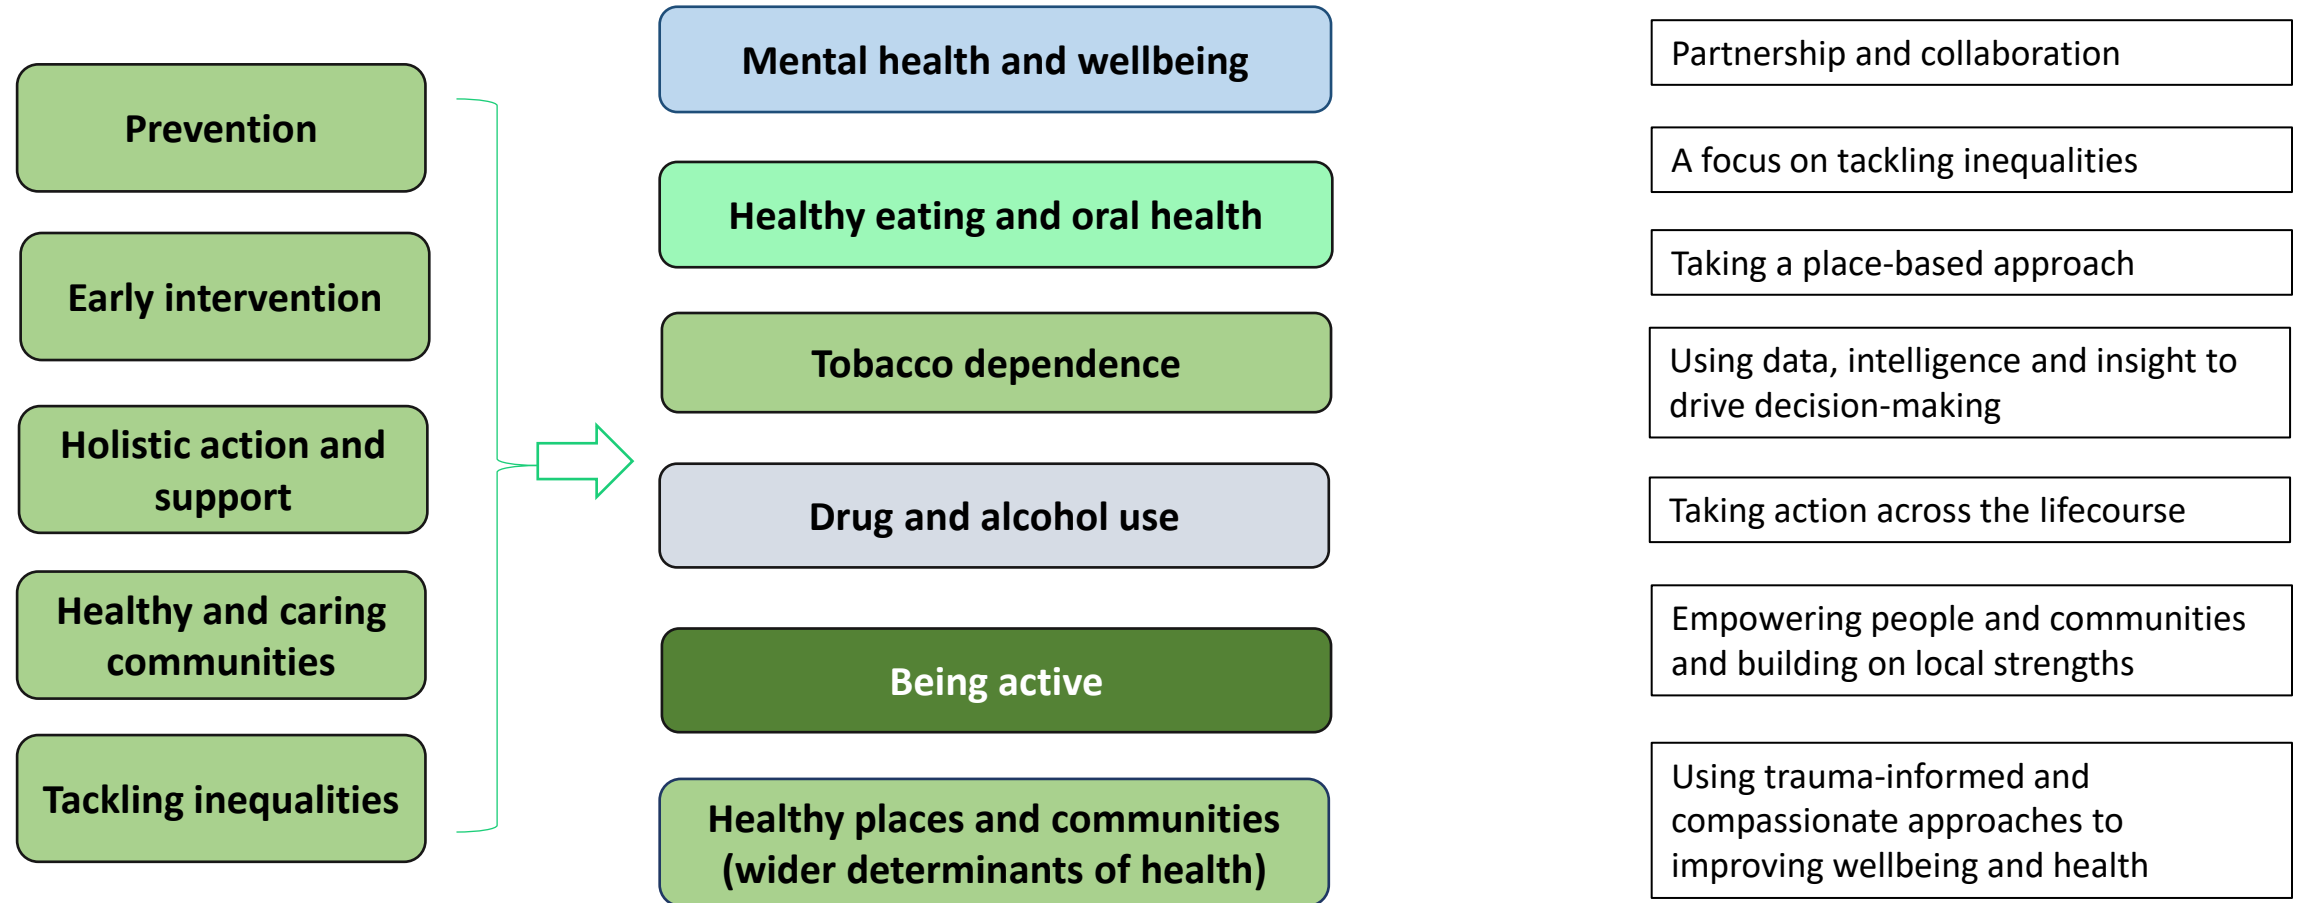 Prevention
Early intervention
Holistic action and
support
Healthy and caring
communities
Tackling inequalities
Mental health and wellbeing
Healthy eating and oral health
Tobacco dependence
Drug and alcohol use
Being active
Healthy places and communities
(wider determinants of health)
Partnership and collaboration
A focus on tackling inequalities
Taking a place-based approach
Using data, intelligence and insight to
drive decision-making
Taking action across the lifecourse
Empowering people and communities
and building on local strengths
Using trauma-informed and
compassionate approaches to
improving wellbeing and health